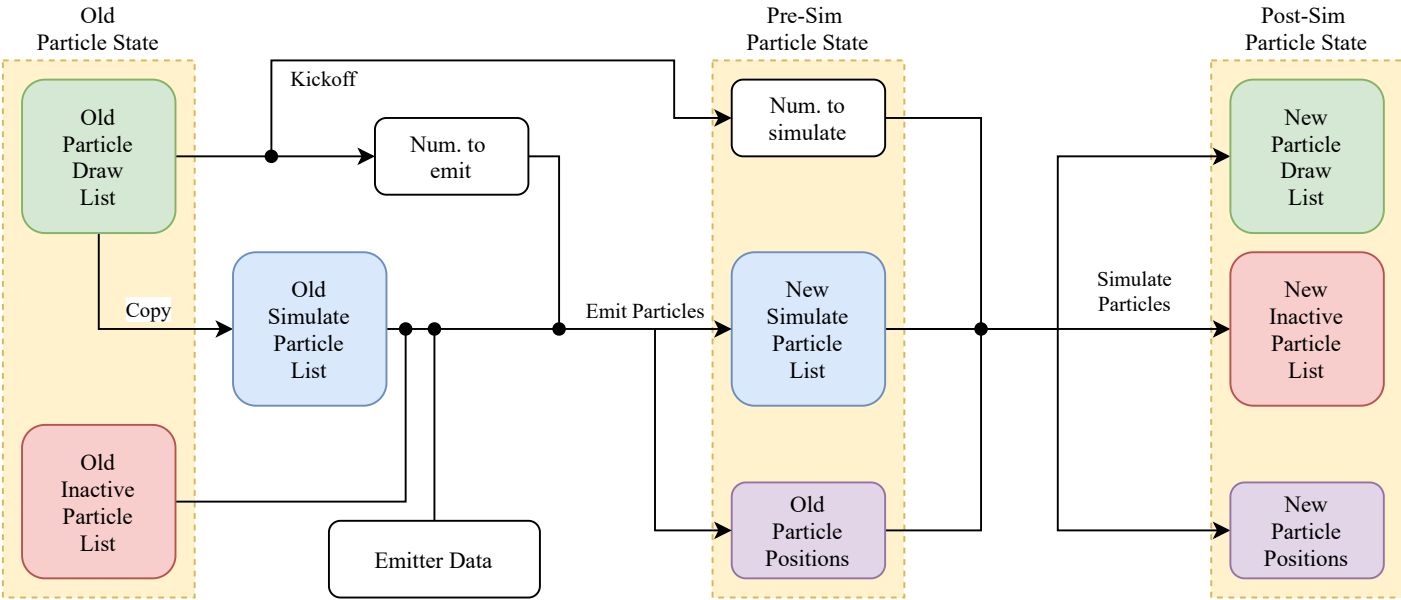 Old
Particle State
Pre-Sim
Particle State
Post-Sim
Particle State
Old
Particle
Draw
List
Kickoff
Num. to
emit
Num. to
simulate
New
Particle
Draw
List
Copy
Old
Simulate
Particle
List
Emit Particles
New
Simulate
Particle
List
Simulate
Particles
New
Inactive
Particle
List
Old
Inactive
Particle
List
Emitter Data
Old
Particle
Positions
New
Particle
Positions